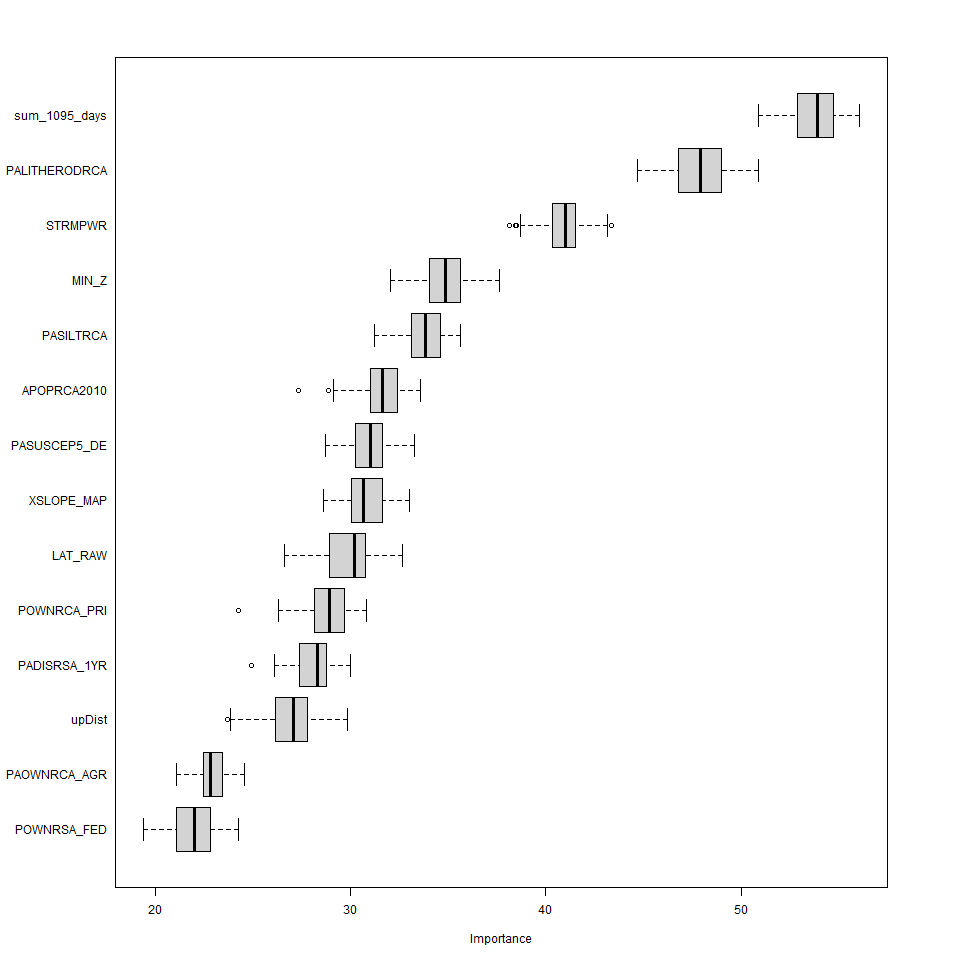 sum_1095_days
PALITHERODRCA
STRMPWR
MIN_Z
PASILTRCA
APOPRCA2010
PASUSCEP5_DE
XSLOPE_MAP
LAT_RAW
POWNRCA_PRI
PADISRSA_1YR
upDist
PAOWNRCA_AGR
POWNRSA_FED
20 30 40 50
Importance